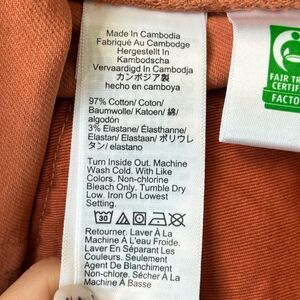 Made In Cambodia
Fabriqué Au Cambodge
Hergestellt In
Kambodscha
Vervaardigd In Cambodja
カンボジア製
hecho en camboya
97% Cotton/ Coton/
Baumwolle/ Katoen/ 綿/
algodón
3% Elastane/ Élasthanne/
Elastan/ Elastaan/ ポリウレ
タン/ elastano
Turn Inside Out. Machine
Wash Cold. With Like
Colors. Non-chlorine
Bleach Only. Tumble Dry
Low. Iron On Lowest
Setting.
30
Retourner. Laver À La
Machine À L'eau Froide.
Laver En Séparant Les
Couleurs. Seulement
Agent De Blanchiment
Non-chlore. Sécher À La
Machine À Basse
FAIR TR
CERTIF
FACTO